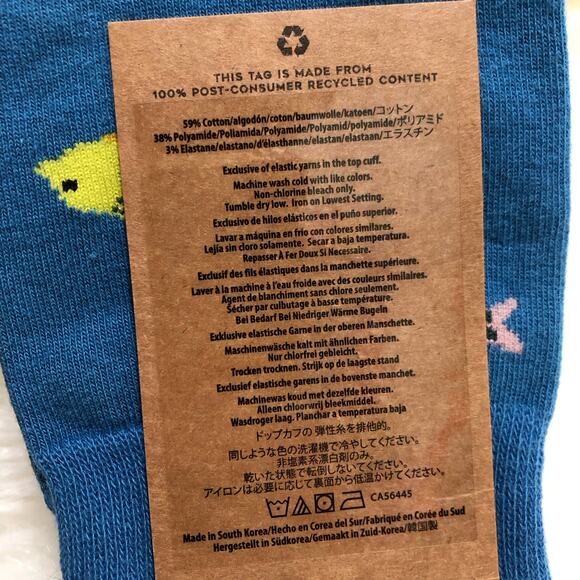 THIS TAG IS MADE FROM
100% POST-CONSUMER RECYCLED CONTENT
59% Cotton/algodón/coton/baumwolle/katoen/コットン
38% Polyamide/Poliamida/Polyamide/Polyamid/polyamide/ポリアミド
3% Elastane/elastano/d'élasthanne/elastan/elastaan/エラスチン
Exclusive of elastic yarns in the top cuff.
Machine wash cold with like colors.
Non-chlorine bleach only.
Tumble dry low. Iron on Lowest Setting.
Exclusivo de hilos elásticos en el puño superior.
Lavar a máquina en frío con colores similares.
Lejía sin cloro solamente. Secar a baja temperatura.
Repasser À Fer Doux Si Necessaire.
Exclusif des fils élastiques dans la manchette supérieure.
Laver à la machine à l'eau froide avec des couleurs similaires.
Agent de blanchiment sans chlore seulement.
Sécher par culbutage à basse température.
Bei Bedarf Bei Niedriger Wärme Bugeln
Exklusive elastische Garne in der oberen Manschette.
Maschinenwäsche kalt mit ähnlichen Farben.
Nur chlorfrei gebleicht.
Trocken trocknen. Strijk op de laagste stand
Exclusief elastische garens in de bovenste manchet.
Machinewas koud met dezelfde kleuren.
Alleen chloorwrij bleekmiddel.
Wasdroger laag. Planchar a temperatura baja
ドップカフの 弾性糸を 排他的。
同じような色の洗濯機で冷やしてください。
非塩素系漂白剤のみ。
乾いた状態で転倒しないでください。
アイロンは必要に応じて裏面から低温でかけてください。
CA56445
Made in South Korea/Hecho en Corea del Sur/Fabriqué en Corée du Sud
Hergestellt in Südkorea/Gemaakt in Zuid-Korea/韓国製